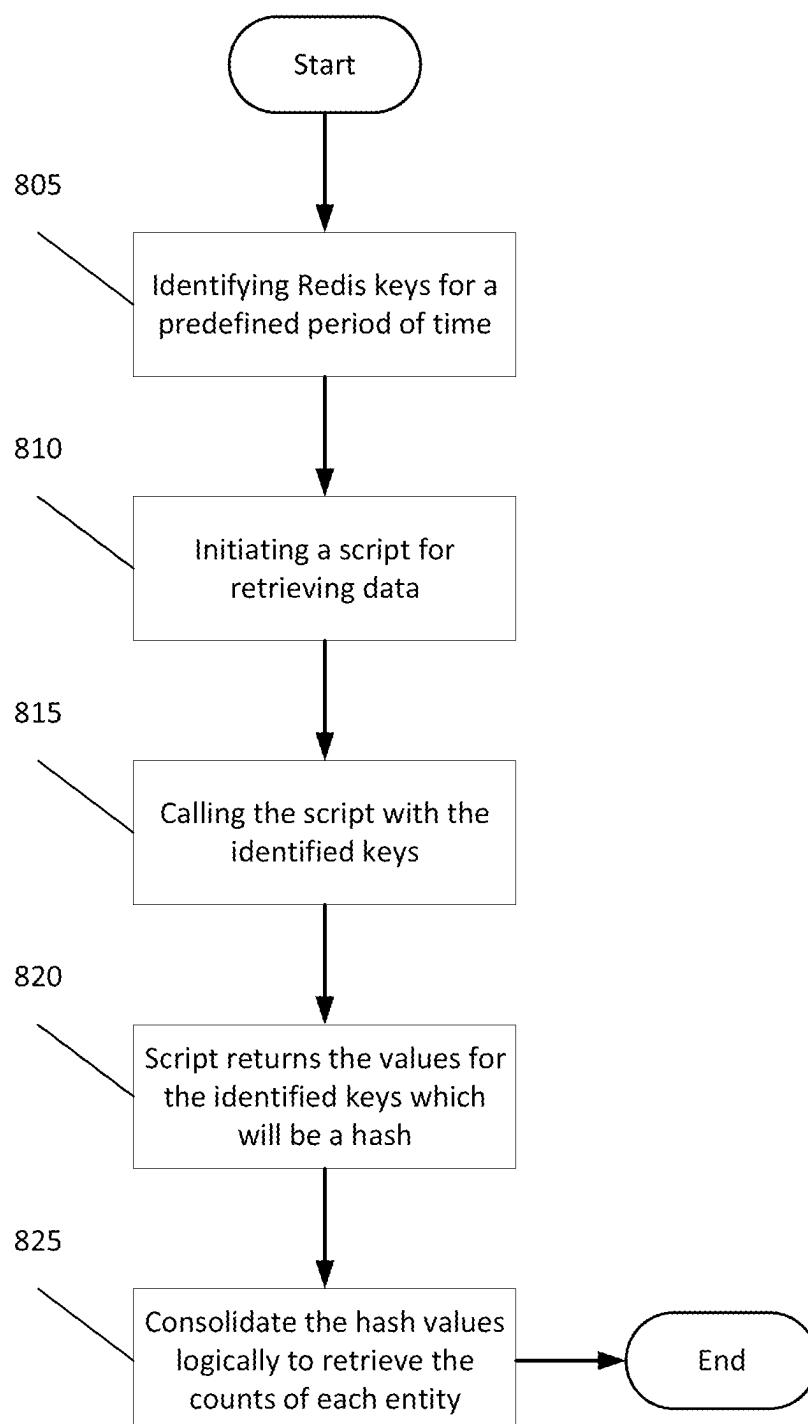 Start
805
Identifying Redis keys for a
predefined period of time
810
Initiating a script for
retrieving data
815
Calling the script with the
identified keys
820
Script returns the values for
the identified keys which
will be a hash
825
Consolidate the hash values
logically to retrieve the
counts of each entity
End